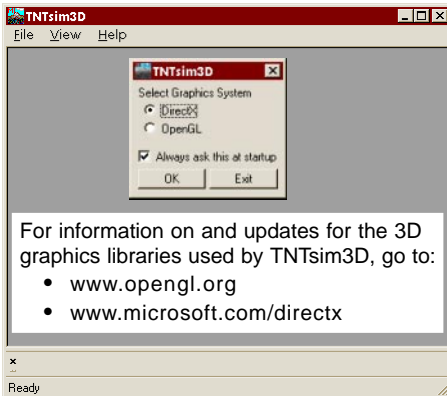 TNTsim3D
File View Help
TNTsim3D
Select Graphics System
DirectX
OpenGL
Always ask this at startup
OK Exit
For information on and updates for the 3D
graphics libraries used by TNTsim3D, go to:
• www.opengl.org
• www.microsoft.com/directx
Ready